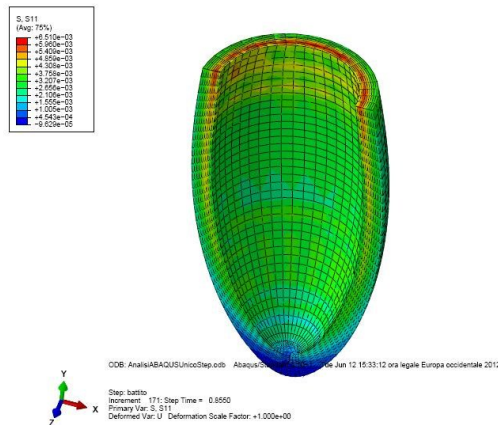 S, S11
(Avg: 75%)
+6.510e-03
+5.960e-03
+5.409e-03
+4.859e-03
+4.308e-03
+3.758e-03
+3.207e-03
+2.656e-03
+2.106e-03
+1.555e-03
+1.005e-03
+4.543e-04
-9.629e-05
ODB: AnalisiABAQUSUnicoStep.odb Jun 12 15:33:12 ora legale Europa occidentale 2012
Y
X
Z
Step: battito
Increment 171: Step Time = 0.8550
Primary Var: S, S11
Deformed Var: U Deformation Scale Factor: +1.000e+00